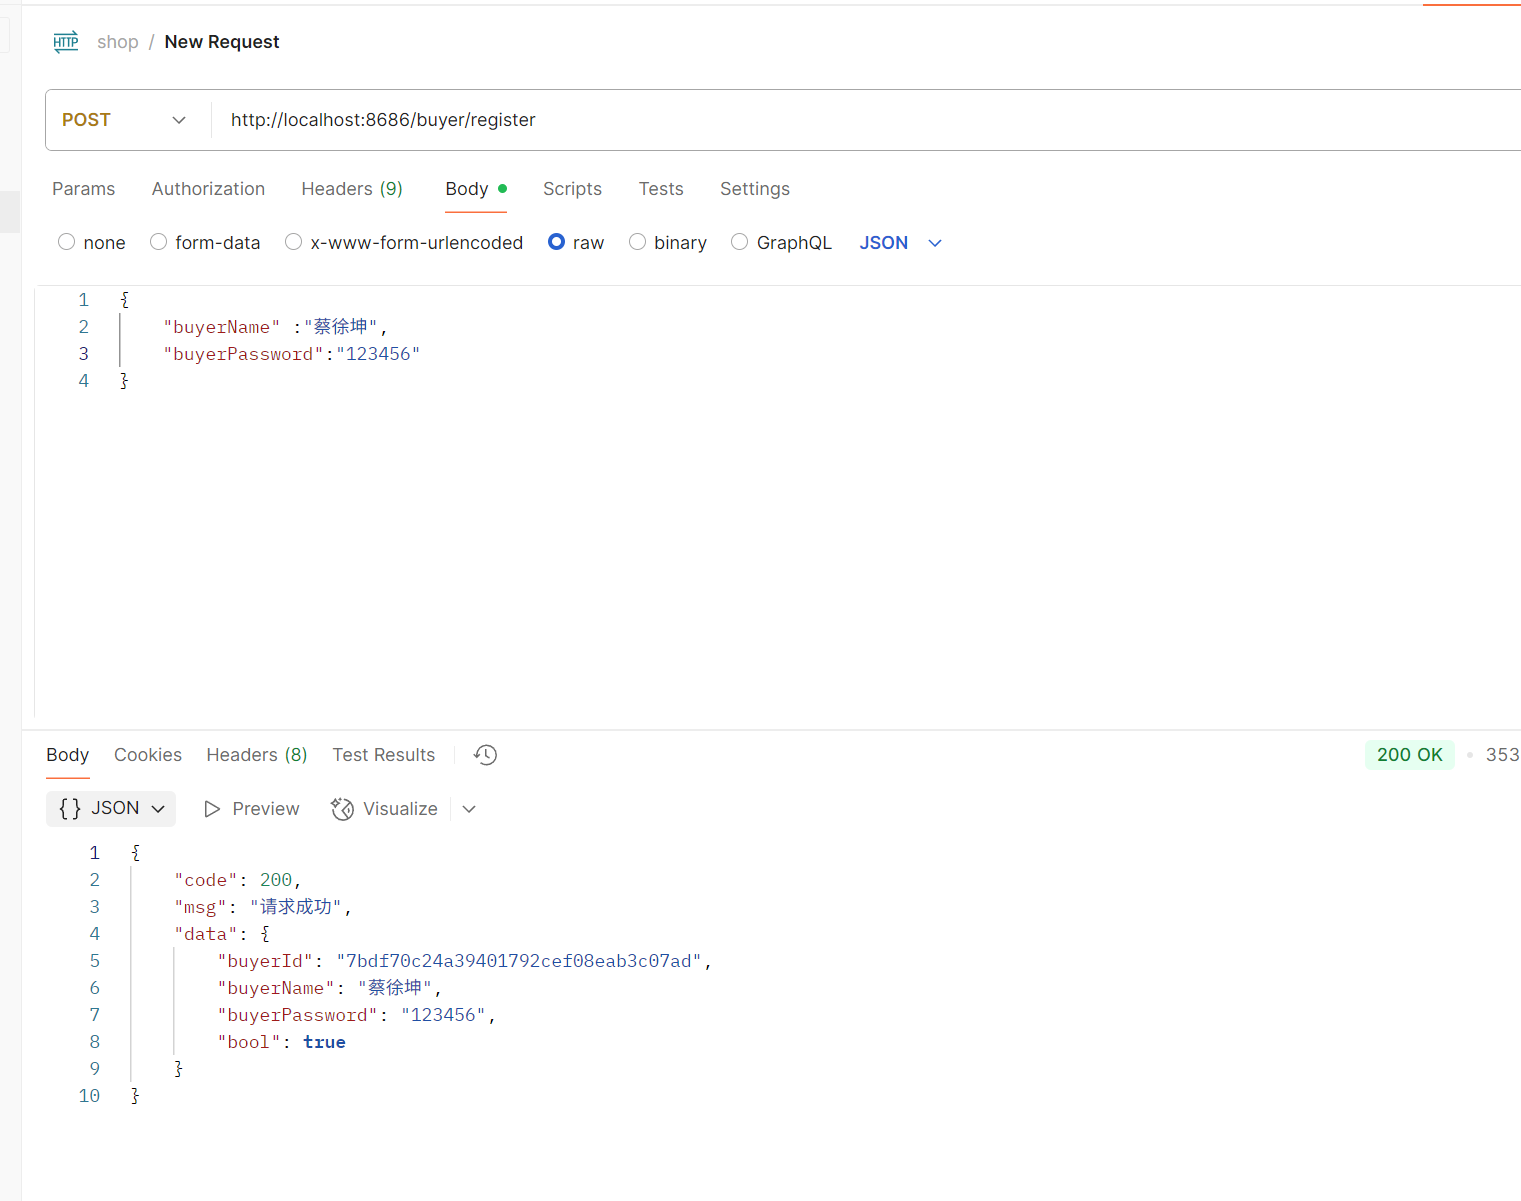 HTTP shop / New Request
POST http://localhost:8686/buyer/register
Params Authorization Headers (9) Body Scripts Tests Settings
none form-data x-www-form-urlencoded raw binary GraphQL JSON
1 {
2 "buyerName" :"蔡徐坤",
3 "buyerPassword":"123456"
4 }
Body Cookies Headers (8) Test Results 200 OK • 353
{} JSON Preview Visualize
1 {
2 "code": 200,
3 "msg": "请求成功",
4 "data": {
5 "buyerId": "7bdf70c24a39401792cef08eab3c07ad",
6 "buyerName": "蔡徐坤",
7 "buyerPassword": "123456",
8 "bool": true
9 }
10 }